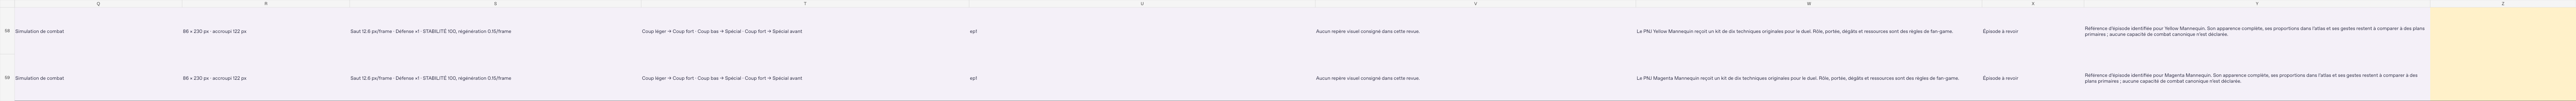 Q R S T U V W X Y Z
58 Simulation de combat 86 × 230 px · accroupi 122 px Saut 12.6 px/frame · Défense ×1 · STABILITÉ 100, régénération 0.15/frame Coup léger → Coup fort · Coup bas → Spécial · Coup fort → Spécial avant ep1 Aucun repère visuel consigné dans cette revue. Le PNJ Yellow Mannequin reçoit un kit de dix techniques originales pour le duel. Rôle, portée, dégâts et ressources sont des règles de fan-game. Épisode à revoir Référence d'épisode identifiée pour Yellow Mannequin. Son apparence complète, ses proportions dans l'atlas et ses gestes restent à comparer à des plans
primaires ; aucune capacité de combat canonique n'est déclarée.
59 Simulation de combat 86 × 230 px · accroupi 122 px Saut 12.6 px/frame · Défense ×1 · STABILITÉ 100, régénération 0.15/frame Coup léger → Coup fort · Coup bas → Spécial · Coup fort → Spécial avant ep1 Aucun repère visuel consigné dans cette revue. Le PNJ Magenta Mannequin reçoit un kit de dix techniques originales pour le duel. Rôle, portée, dégâts et ressources sont des règles de fan-game. Épisode à revoir Référence d'épisode identifiée pour Magenta Mannequin. Son apparence complète, ses proportions dans l'atlas et ses gestes restent à comparer à des
plans primaires ; aucune capacité de combat canonique n'est déclarée.